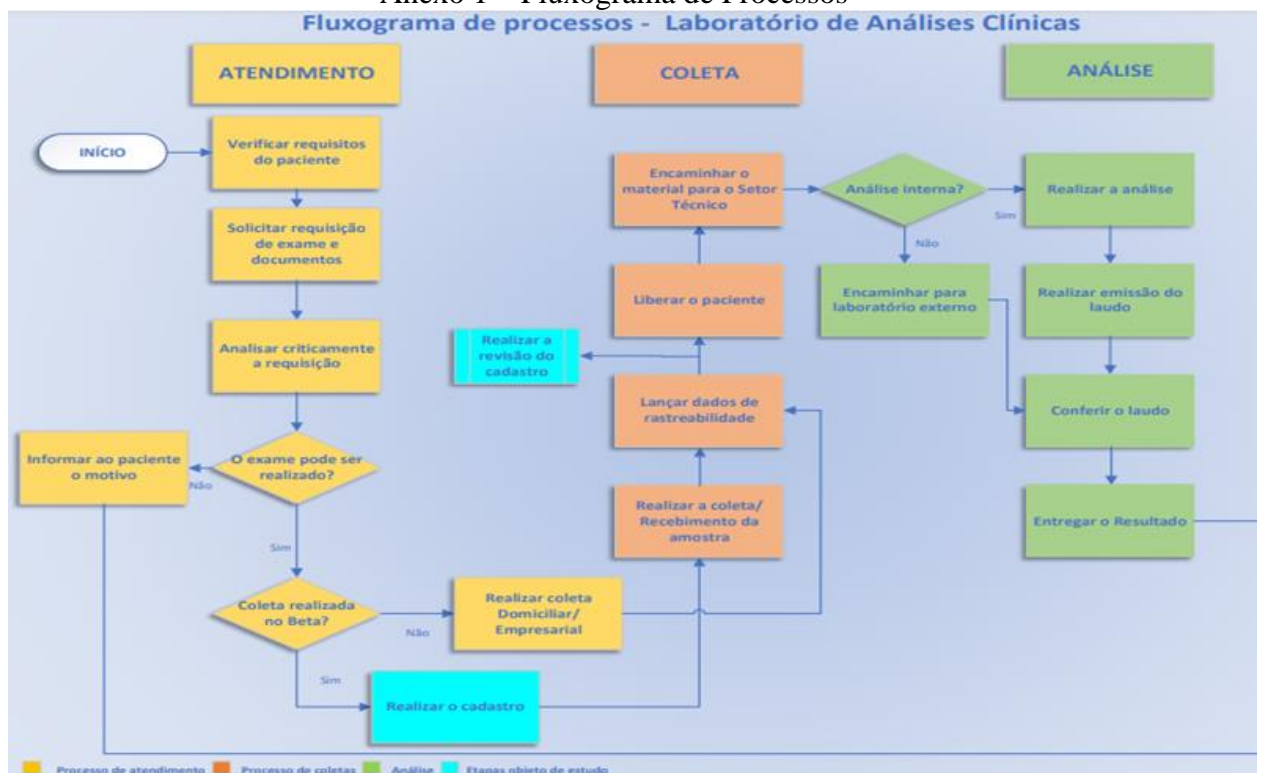 Anexo 1 – Fluxograma de Processos
Fluxograma de processos - Laboratório de Análises Clínicas
ATENDIMENTO
COLETA
ANÁLISE
INÍCIO
Verificar requisitos
do paciente
Solicitar requisição
de exame e
documentos
Analisar criticamente
a requisição
O exame pode ser
realizado?
Não
Informar ao paciente
o motivo
Sim
Coleta realizada
no Beta?
Não
Realizar coleta
Domiciliar/
Empresarial
Sim
Realizar o cadastro
Realizar a coleta/
Recebimento da
amostra
Lançar dados de
rastreabilidade
Realizar a
revisão do
cadastro
Liberar o paciente
Encaminhar o
material para o Setor
Técnico
Análise interna?
Sim
Não
Encaminhar para
laboratório externo
Realizar a análise
Realizar emissão do
laudo
Conferir o laudo
Entregar o Resultado
Processo de atendimento
Processo de coletas
Análise
Etapas objeto de estudo